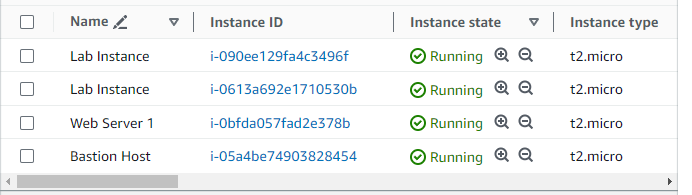 Name Instance ID Instance state Instance type
Lab Instance i-090ee129fa4c3496f Running t2.micro
Lab Instance i-0613a692e1710530b Running t2.micro
Web Server 1 i-0bfda057fad2e378b Running t2.micro
Bastion Host i-05a4be74903828454 Running t2.micro